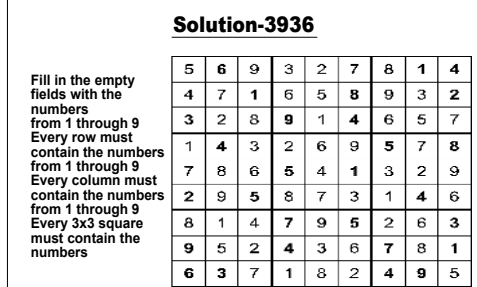 Solution-3936
Fill in the empty
fields with the
numbers
from 1 through 9
Every row must
contain the numbers
from 1 through 9
Every column must
contain the numbers
from 1 through 9
Every 3x3 square
must contain the
numbers
5 6 9 3 2 7 8 1 4
4 7 1 6 5 8 9 3 2
3 2 8 9 1 4 6 5 7
1 4 3 2 6 9 5 7 8
7 8 6 5 4 1 3 2 9
2 9 5 8 7 3 1 4 6
8 1 4 7 9 5 2 6 3
9 5 2 4 3 6 7 8 1
6 3 7 1 8 2 4 9 5